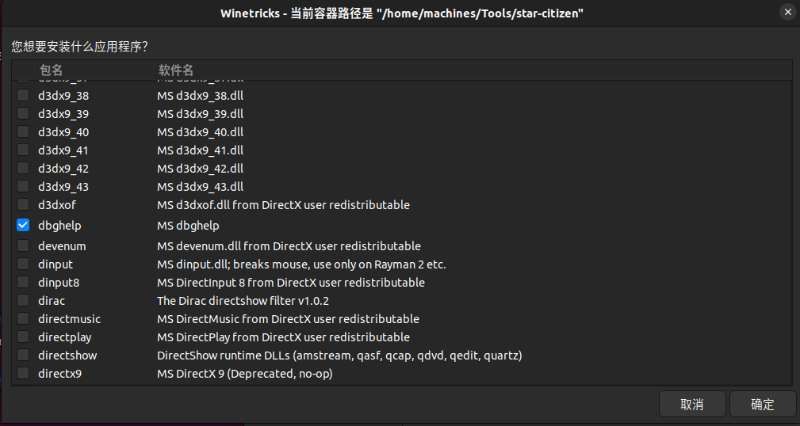 Winetricks - 当前容器路径是 "/home/machines/Tools/star-citizen"
您想要安装什么应用程序?
包名 软件名
d3dx9_37 MS d3dx9_37.dll
d3dx9_38 MS d3dx9_38.dll
d3dx9_39 MS d3dx9_39.dll
d3dx9_40 MS d3dx9_40.dll
d3dx9_41 MS d3dx9_41.dll
d3dx9_42 MS d3dx9_42.dll
d3dx9_43 MS d3dx9_43.dll
d3dxof MS d3dxof.dll from DirectX user redistributable
dbghelp MS dbghelp
devenum MS devenum.dll from DirectX user redistributable
dinput MS dinput.dll; breaks mouse, use only on Rayman 2 etc.
dinput8 MS DirectInput 8 from DirectX user redistributable
dirac The Dirac directshow filter v1.0.2
directmusic MS DirectMusic from DirectX user redistributable
directplay MS DirectPlay from DirectX user redistributable
directshow DirectShow runtime DLLs (amstream, qasf, qcap, qdvd, qedit, quartz)
directx9 MS DirectX 9 (Deprecated, no-op)
取消 确定